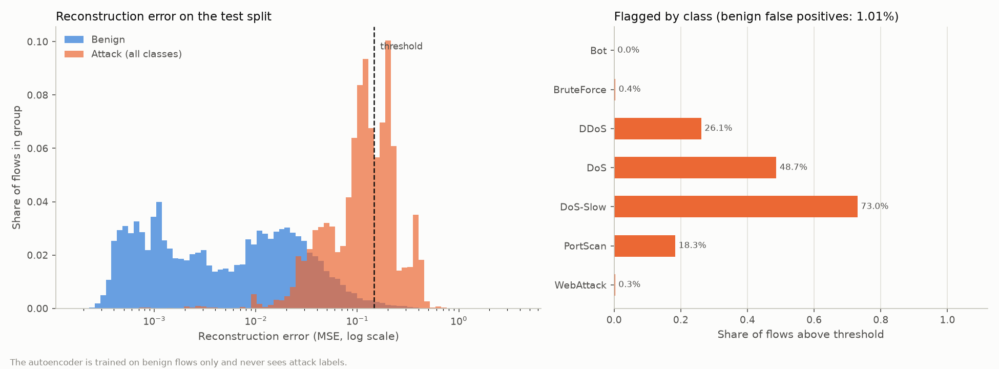 Reconstruction error on the test split
Benign
Attack (all classes)
threshold
0.10
0.08
0.06
0.04
0.02
0.00
Share of flows in group
10⁻³
10⁻²
10⁻¹
10⁰
Reconstruction error (MSE, log scale)
Flagged by class (benign false positives: 1.01%)
Bot
0.0%
BruteForce
0.4%
DDoS
26.1%
DoS
48.7%
DoS-Slow
73.0%
PortScan
18.3%
WebAttack
0.3%
0.0
0.2
0.4
0.6
0.8
1.0
Share of flows above threshold
The autoencoder is trained on benign flows only and never sees attack labels.